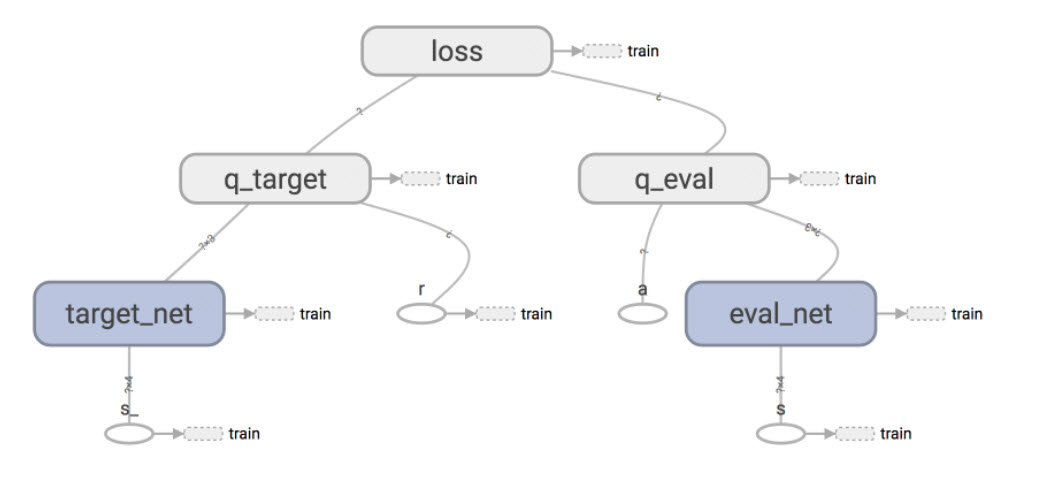 loss
train
?
?
q_target
train
q_eval
train
?×3
?
?
?×3
target_net
train
r
train
a
eval_net
train
?×4
?×4
s_
train
s
train